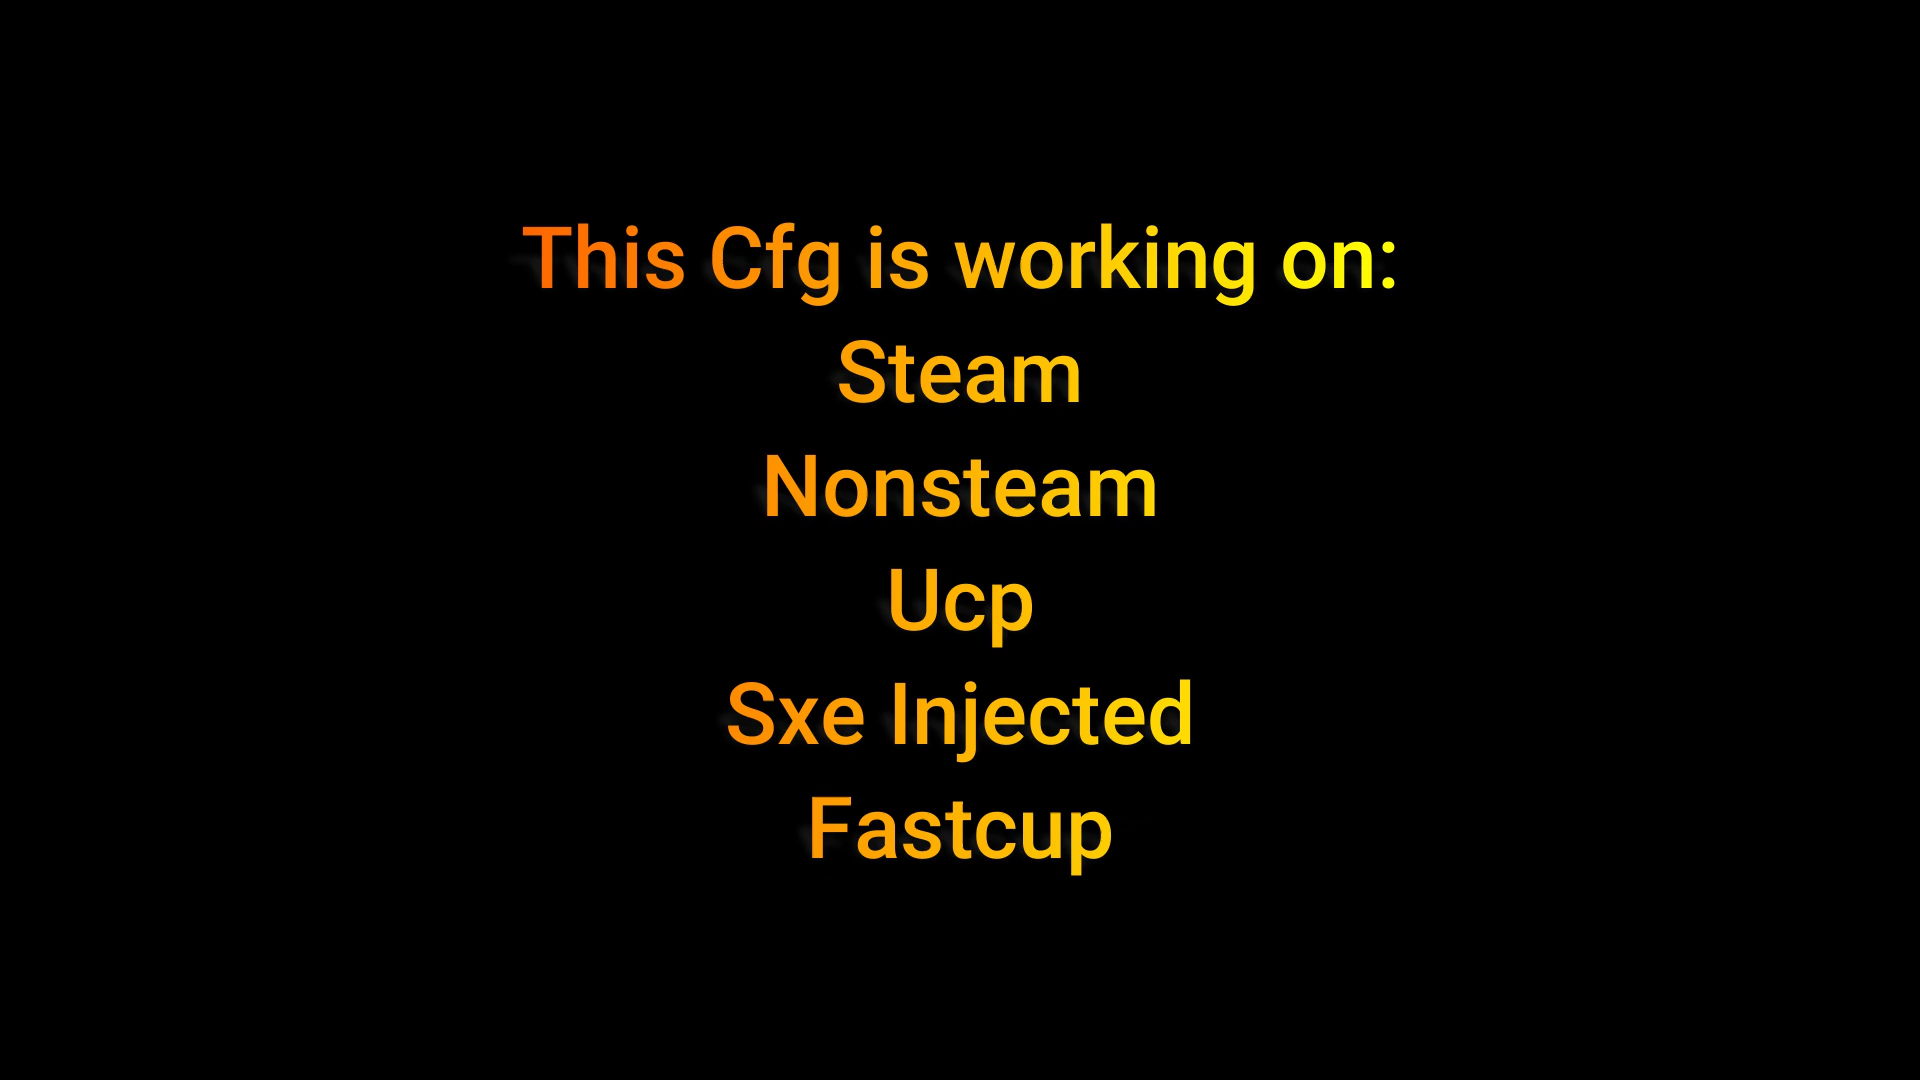 This Cfg is working on:
Steam
Nonsteam
Ucp
Sxe Injected
Fastcup